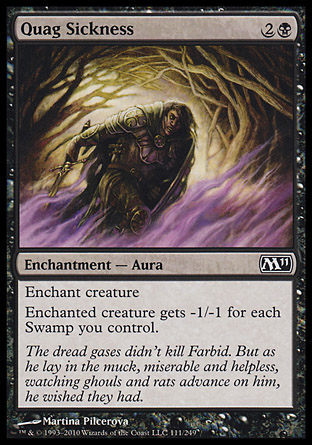 Quag Sickness 2
Enchantment — Aura M11
Enchant creature
Enchanted creature gets -1/-1 for each
Swamp you control.
The dread gases didn't kill Farbid. But as
he lay in the muck, miserable and helpless,
watching ghouls and rats advance on him,
he wished they had.
Martina Pilcerova
™ & © 1993–2010 Wizards of the Coast LLC 111/249